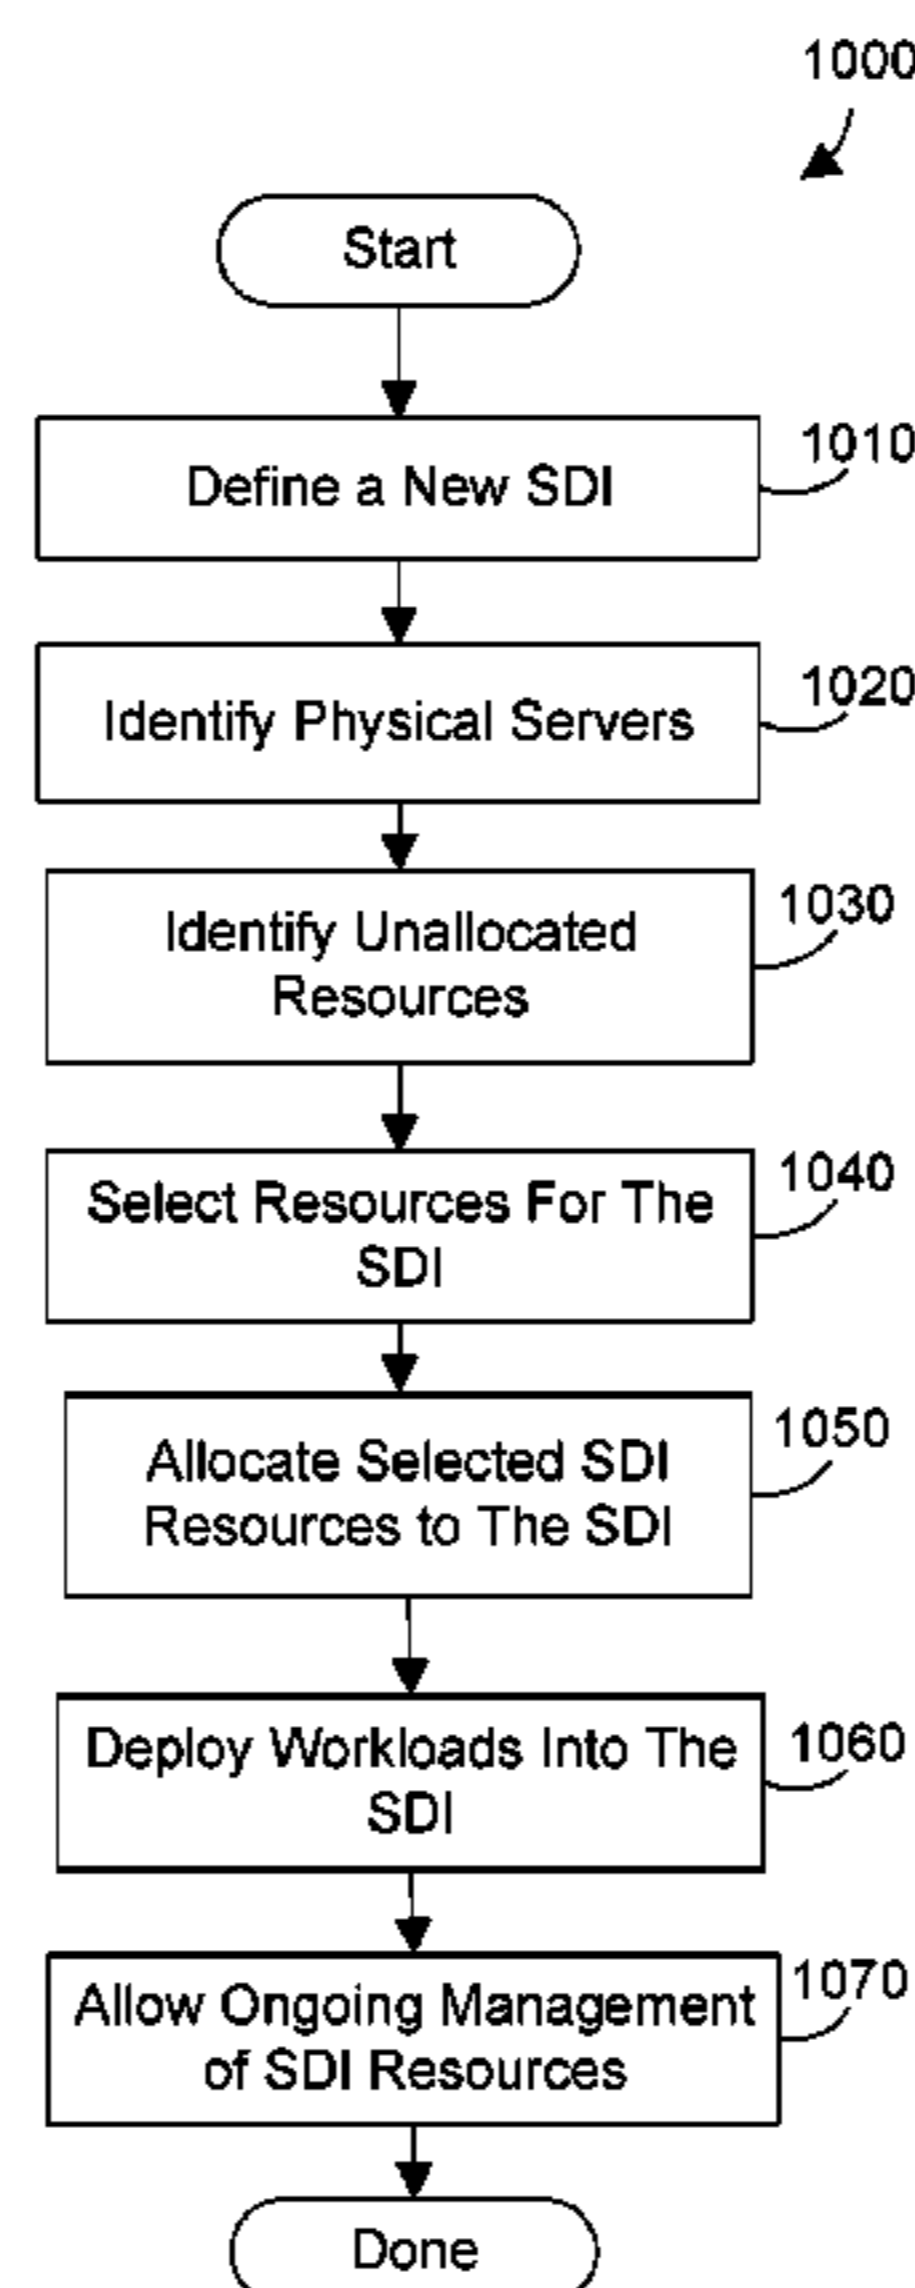 1000
Start
Define a New SDI
1010
Identify Physical Servers
1020
Identify Unallocated
Resources
1030
Select Resources For The
SDI
1040
Allocate Selected SDI
Resources to The SDI
1050
Deploy Workloads Into The
SDI
1060
Allow Ongoing Management
of SDI Resources
1070
Done